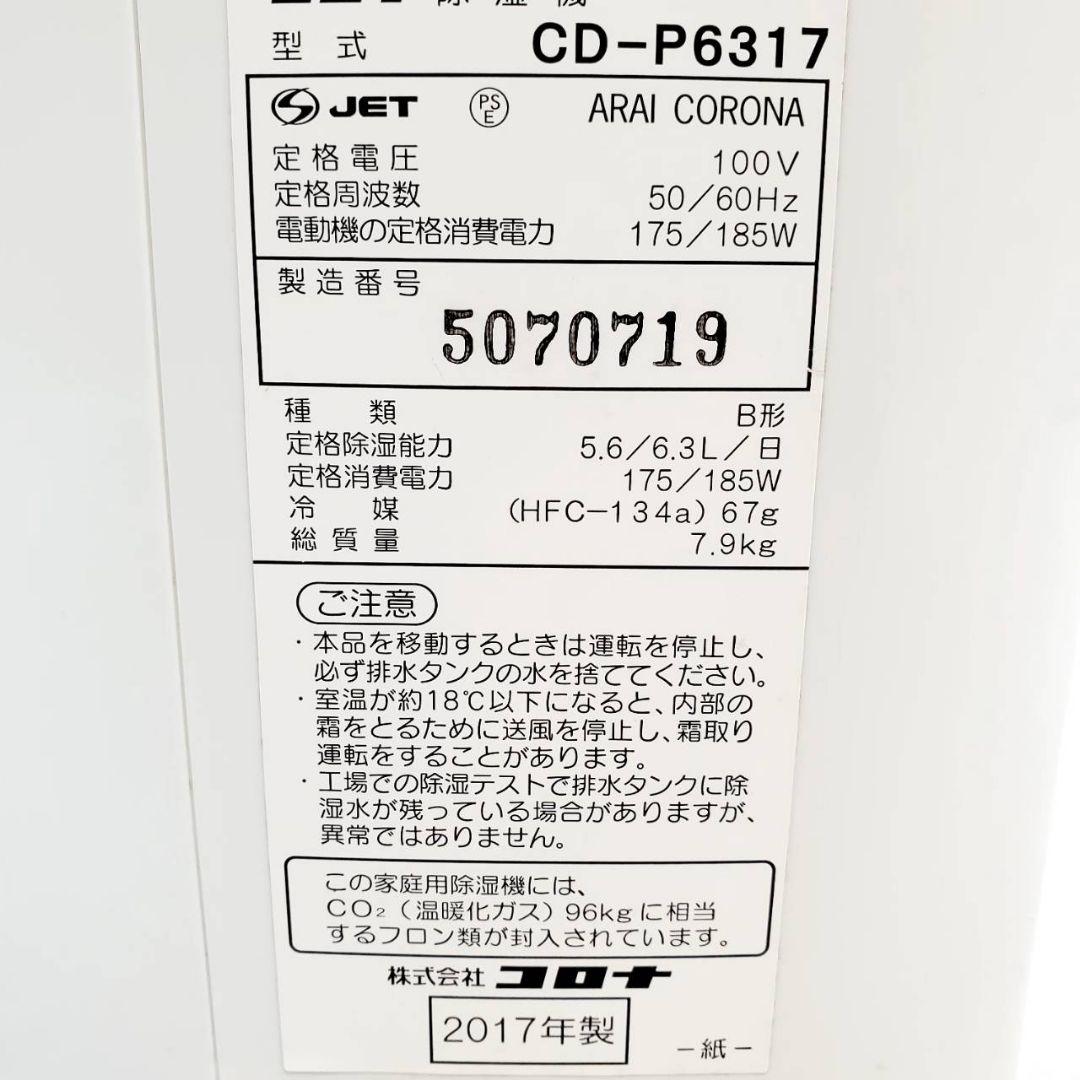 コロナ 除湿機
型式 CD-P6317
JET PSE ARAI CORONA
定格電圧 100V
定格周波数 50/60Hz
電動機の定格消費電力 175/185W
製造番号
5070719
種類 B形
定格除湿能力 5.6/6.3L/日
定格消費電力 175/185W
冷媒 (HFC-134a) 67g
総質量 7.9kg
ご注意
・本品を移動するときは運転を停止し、
必ず排水タンクの水を捨ててください。
・室温が約18℃以下になると、内部の
霜をとるために送風を停止し、霜取り
運転をすることがあります。
・工場での除湿テストで排水タンクに除
湿水が残っている場合がありますが、
異常ではありません。
この家庭用除湿機には、
CO₂（温暖化ガス）96kgに相当
するフロン類が封入されています。
株式会社 コロナ
2017年製
-紙-